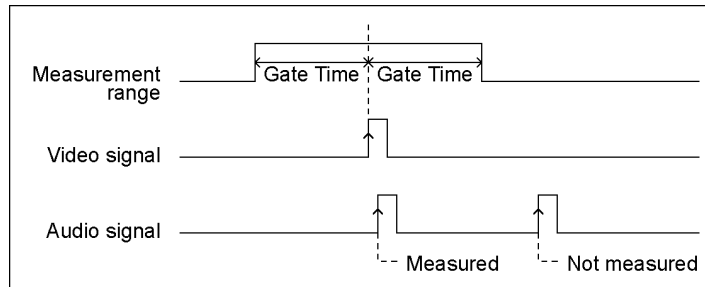 Measurement
range
Gate Time
Gate Time
Video signal
Audio signal
Measured
Not measured